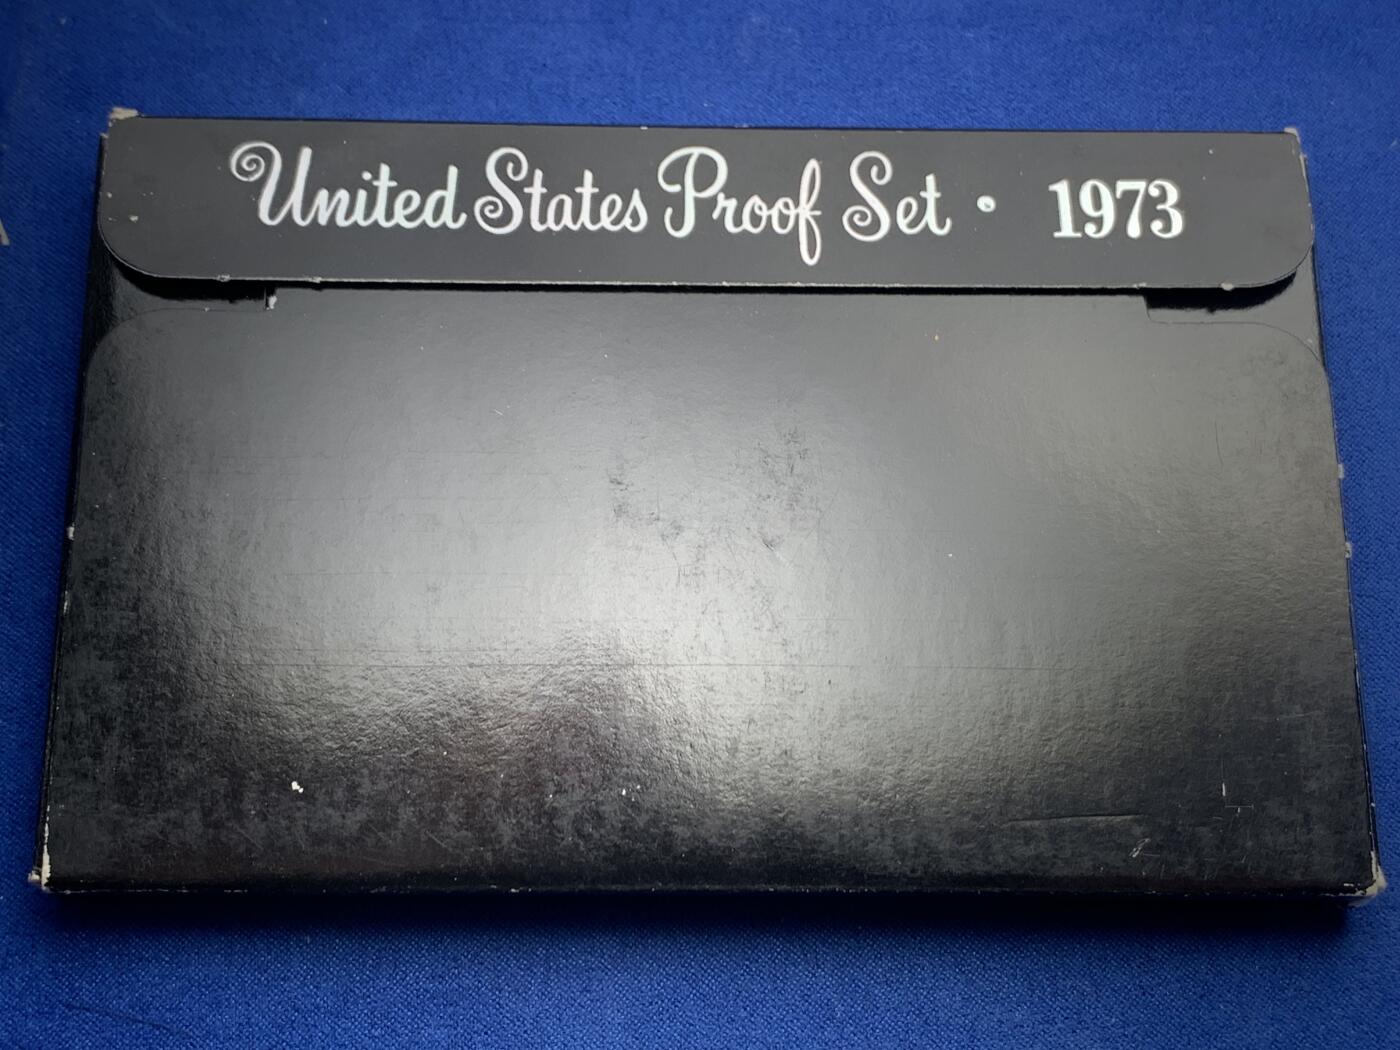 United States Proof Set • 1973